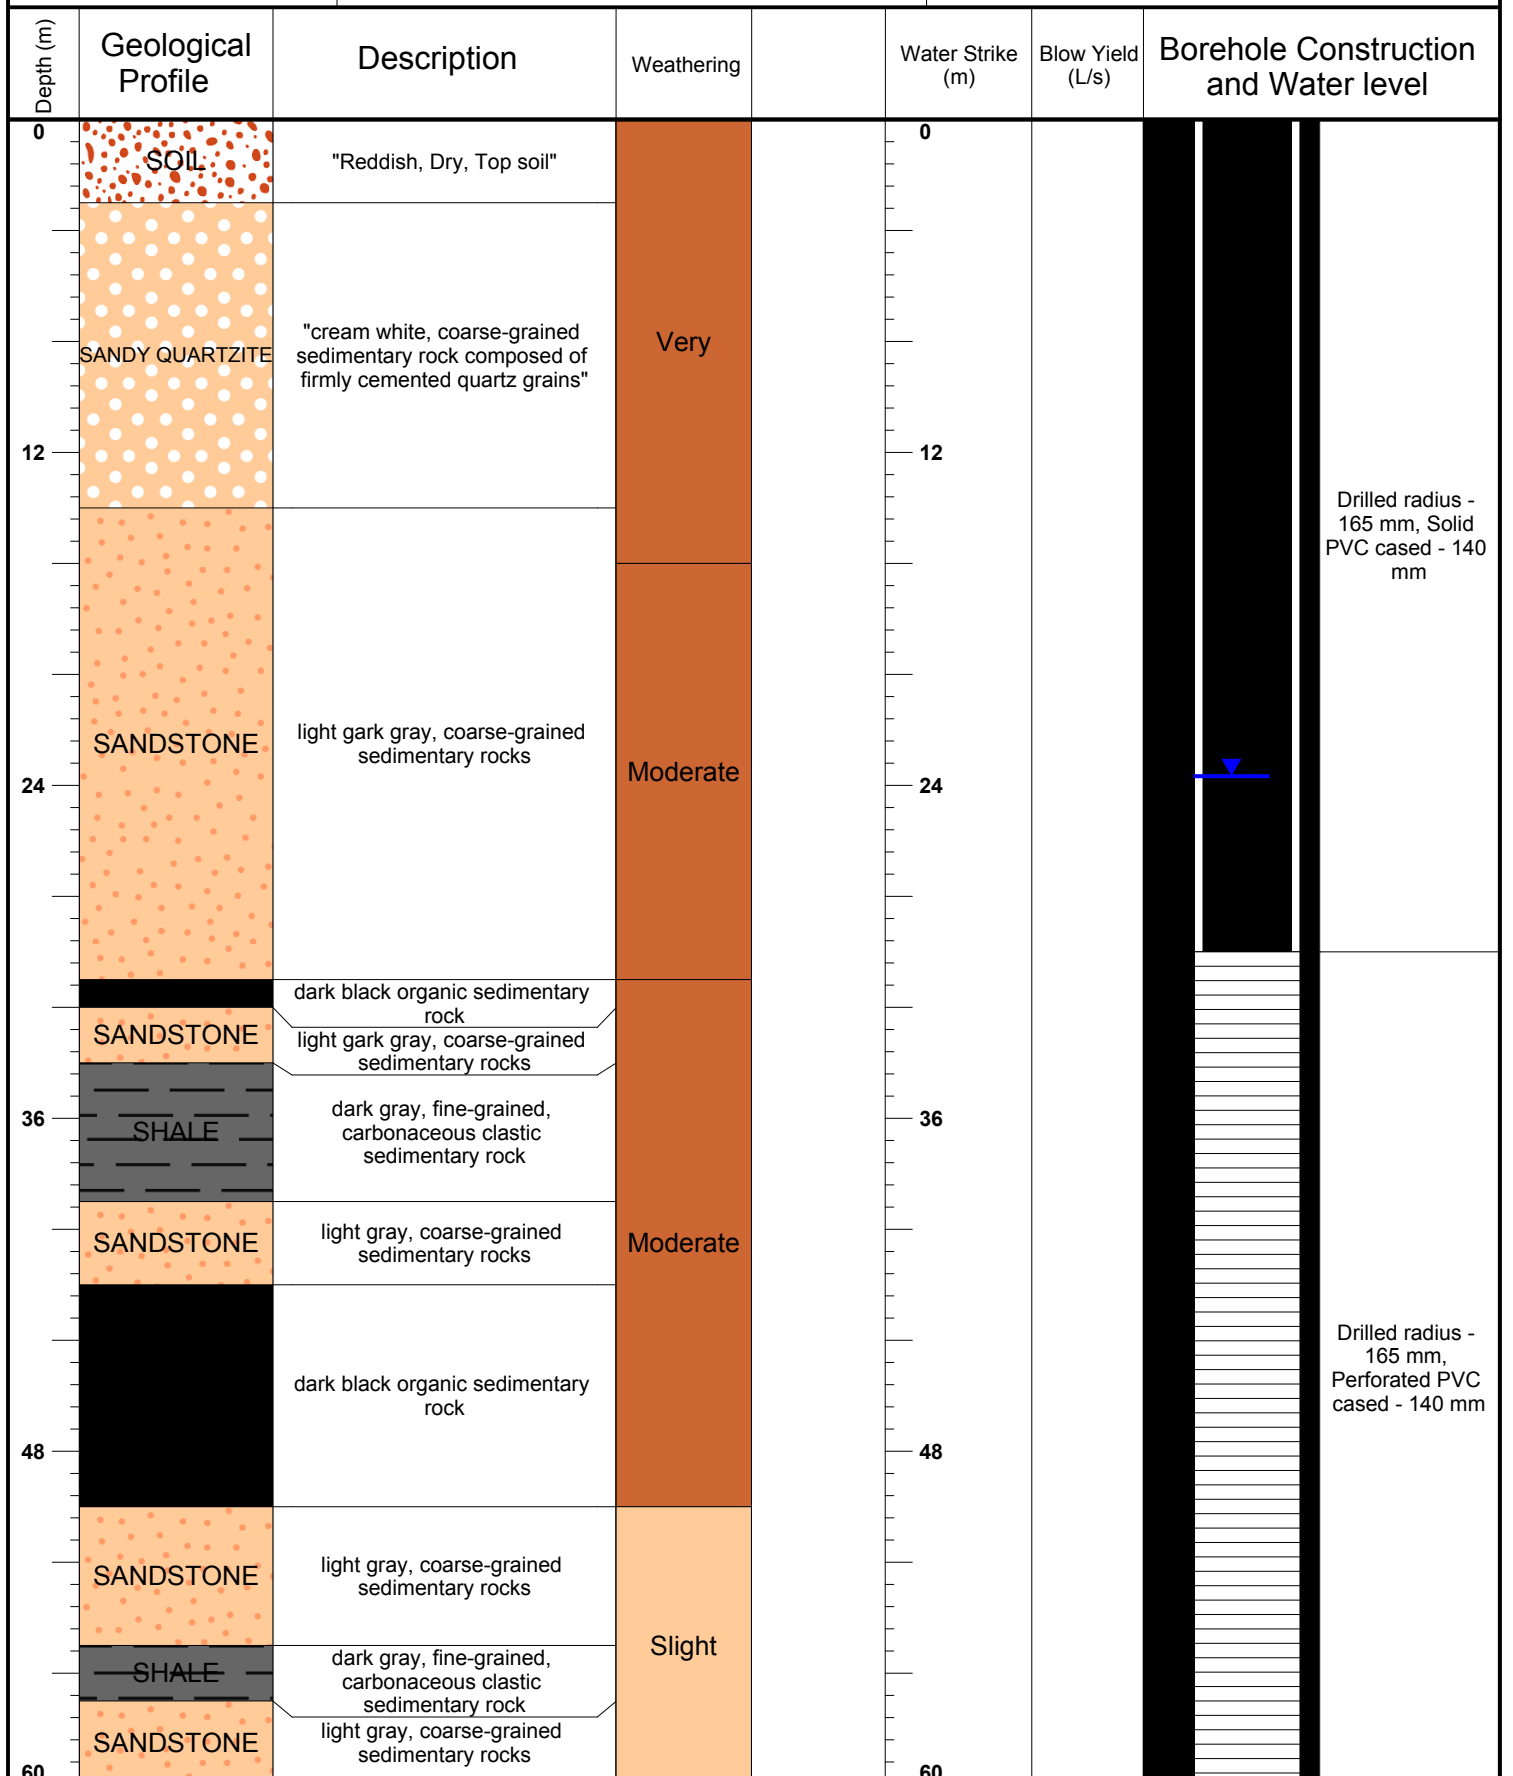 Depth (m)
Geological
Profile
Description
Weathering
Water Strike
(m)
Blow Yield
(L/s)
Borehole Construction
and Water level
0
0
SOIL
"Reddish, Dry, Top soil"
SANDY QUARTZITE
"cream white, coarse-grained
sedimentary rock composed of
firmly cemented quartz grains"
Very
12
12
Drilled radius -
165 mm, Solid
PVC cased - 140
mm
SANDSTONE
light gark gray, coarse-grained
sedimentary rocks
Moderate
24
24
dark black organic sedimentary
rock
SANDSTONE
light gark gray, coarse-grained
sedimentary rocks
36
36
SHALE
dark gray, fine-grained,
carbonaceous clastic
sedimentary rock
SANDSTONE
light gray, coarse-grained
sedimentary rocks
Moderate
dark black organic sedimentary
rock
Drilled radius -
165 mm,
Perforated PVC
cased - 140 mm
48
48
SANDSTONE
light gray, coarse-grained
sedimentary rocks
Slight
SHALE
dark gray, fine-grained,
carbonaceous clastic
sedimentary rock
SANDSTONE
light gray, coarse-grained
sedimentary rocks
60
60